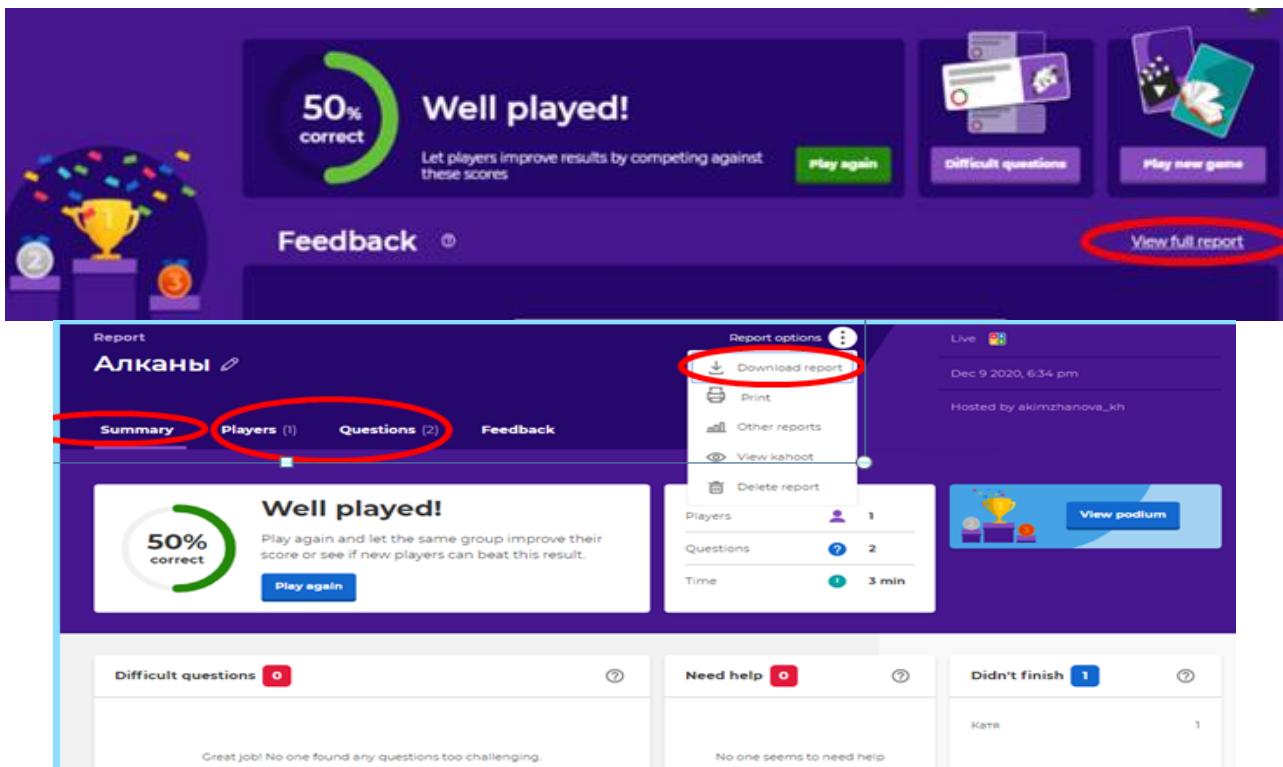 50%
correct
Well played!
Let players improve results by competing against
these scores
Play again
Difficult questions
Play new game
1
2
3
Feedback
View full report
Report
Алканы
Report options
Download report
Print
Other reports
View kahoot
Delete report
Live
Dec 9 2020, 6:34 pm
Hosted by akimzhanova_kh
Summary
Players (1)
Questions (2)
Feedback
50%
correct
Well played!
Play again and let the same group improve their
score or see if new players can beat this result.
Play again
Players 1
Questions 2
Time 3 min
View podium
Difficult questions 0
Great job! No one found any questions too challenging.
Need help 0
No one seems to need help
Didn't finish 1
Катя 1